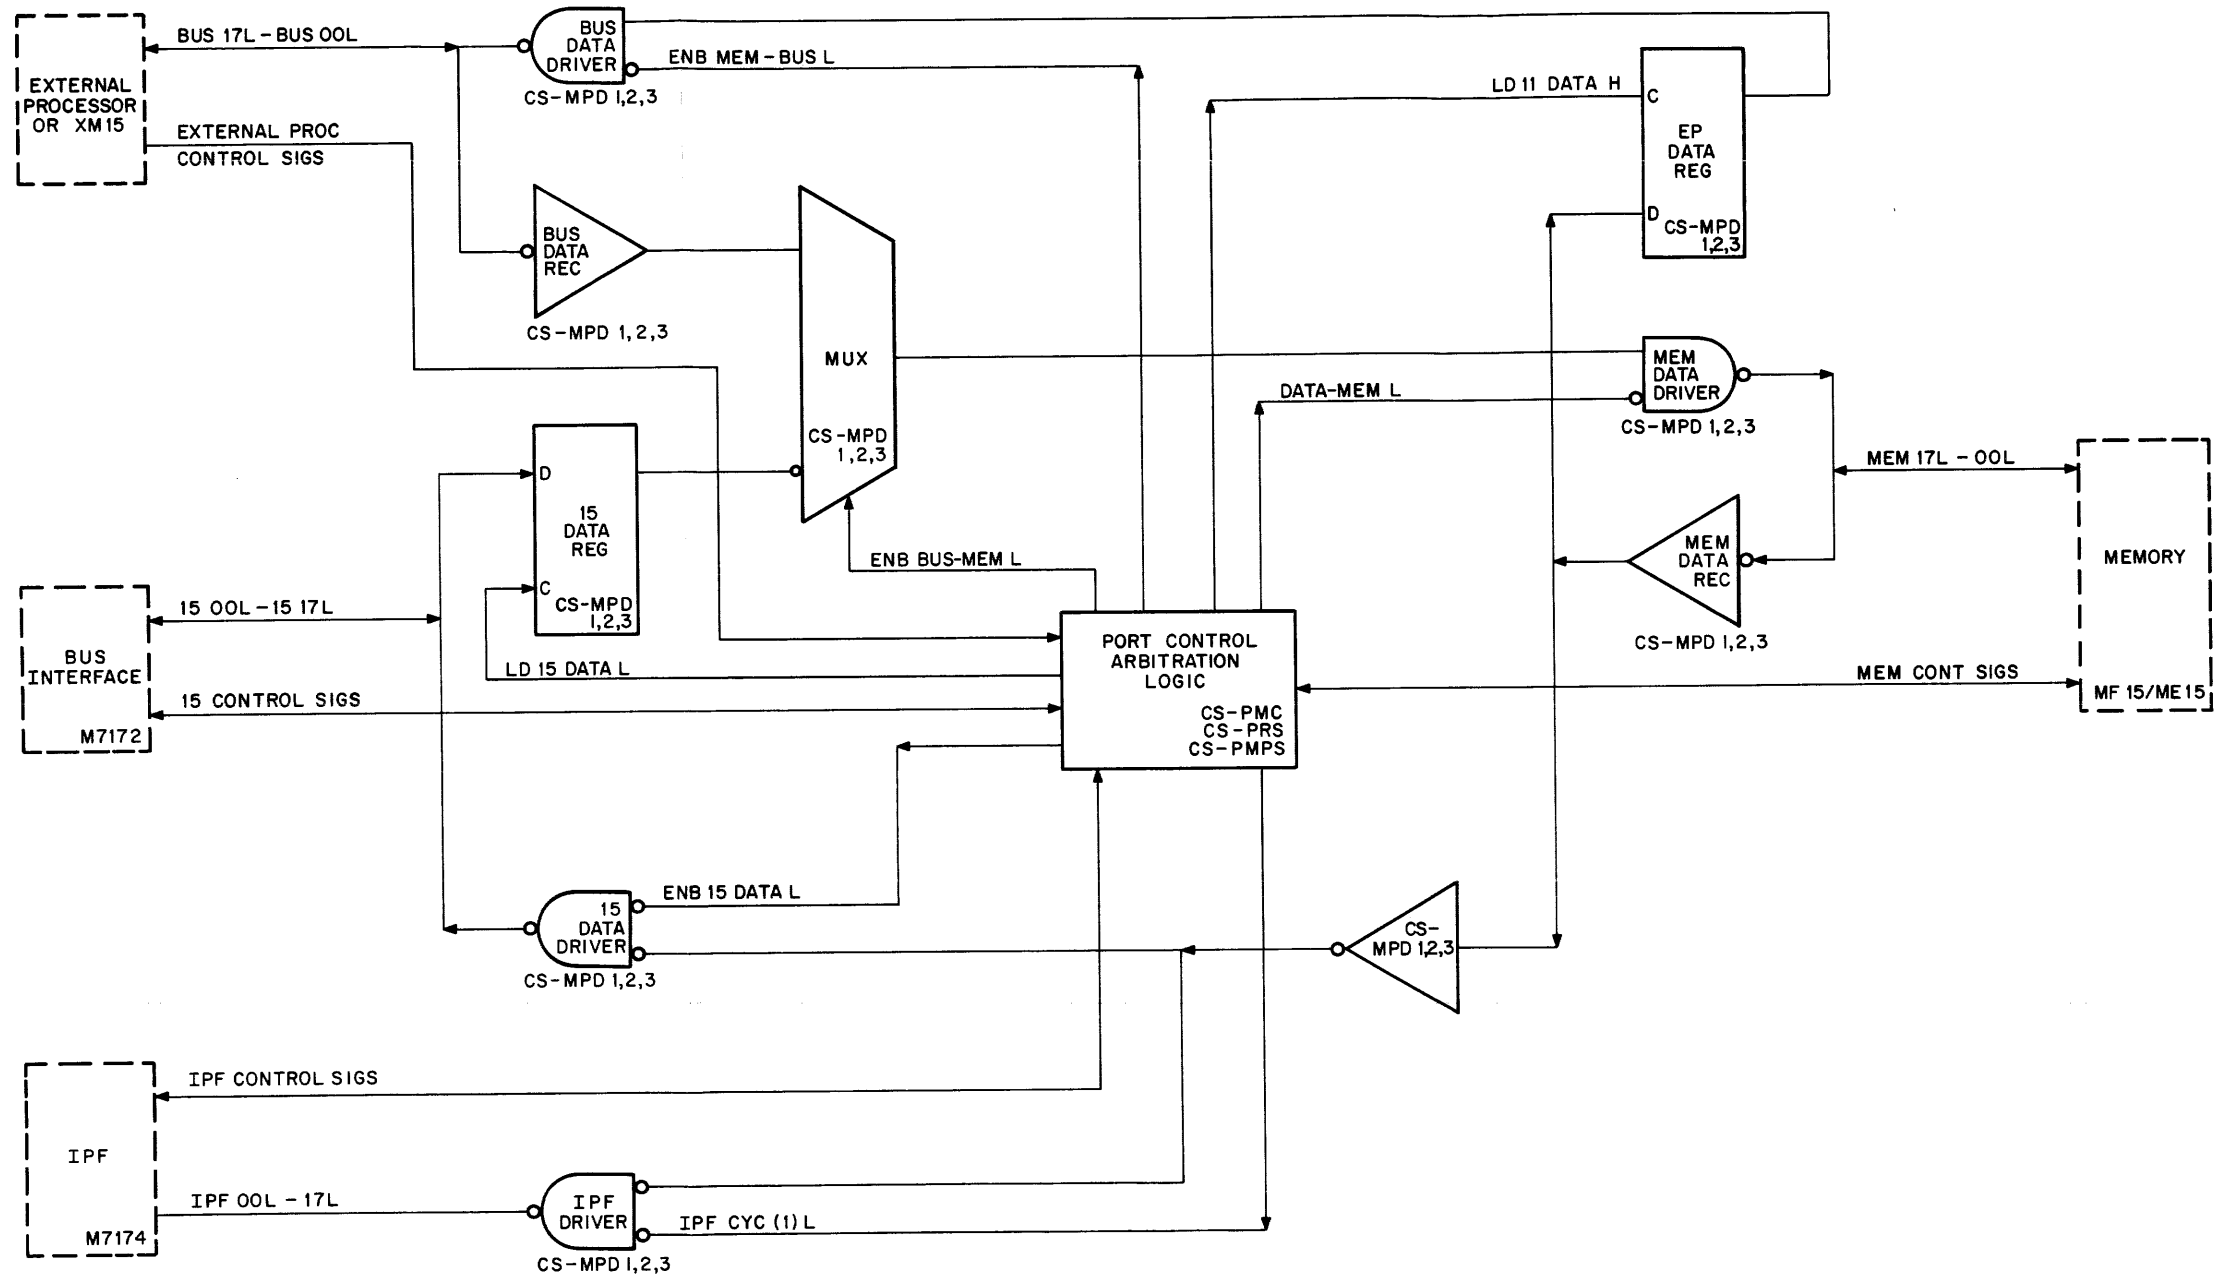 BUS 17L - BUS OOL
BUS
DATA
DRIVER
ENB MEM - BUS L
CS-MPD 1,2,3
EXTERNAL
PROCESSOR
OR XM15
EXTERNAL PROC
CONTROL SIGS
LD 11 DATA H
C
EP
DATA
REG
D
CS-MPD
1,2,3
BUS
DATA
REC
CS-MPD 1,2,3
MUX
CS-MPD
1,2,3
MEM
DATA
DRIVER
DATA-MEM L
CS-MPD 1,2,3
D
15
DATA
REG
C
CS-MPD
1,2,3
ENB BUS-MEM L
MEM 17L - OOL
MEM
DATA
REC
CS-MPD 1,2,3
MEMORY
MF 15/ME 15
15 OOL - 15 17L
BUS
INTERFACE
M7172
LD 15 DATA L
15 CONTROL SIGS
PORT CONTROL
ARBITRATION
LOGIC
CS-PMC
CS-PRS
CS-PMPS
MEM CONT SIGS
ENB 15 DATA L
15
DATA
DRIVER
CS-MPD 1,2,3
CS-
MPD 1,2,3
IPF CONTROL SIGS
IPF
M7174
IPF OOL - 17L
IPF
DRIVER
IPF CYC (1) L
CS-MPD 1,2,3